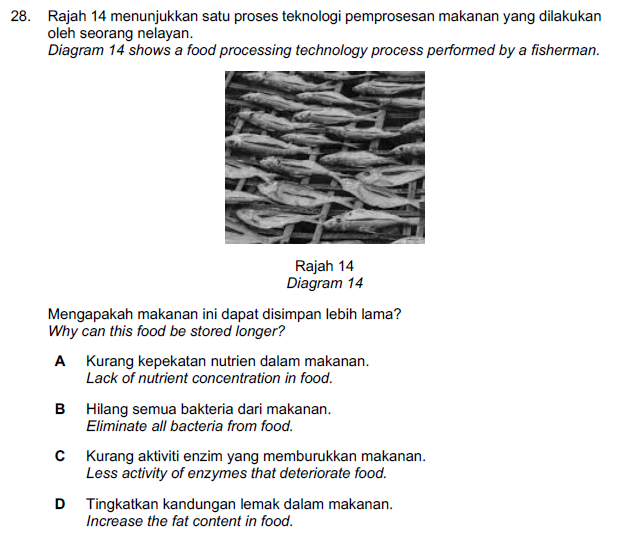 28. Rajah 14 menunjukkan satu proses teknologi pemprosesan makanan yang dilakukan
oleh seorang nelayan.
Diagram 14 shows a food processing technology process performed by a fisherman.
Rajah 14
Diagram 14
Mengapakah makanan ini dapat disimpan lebih lama?
Why can this food be stored longer?
A Kurang kepekatan nutrien dalam makanan.
Lack of nutrient concentration in food.
B Hilang semua bakteria dari makanan.
Eliminate all bacteria from food.
C Kurang aktiviti enzim yang memburukkan makanan.
Less activity of enzymes that deteriorate food.
D Tingkatkan kandungan lemak dalam makanan.
Increase the fat content in food.